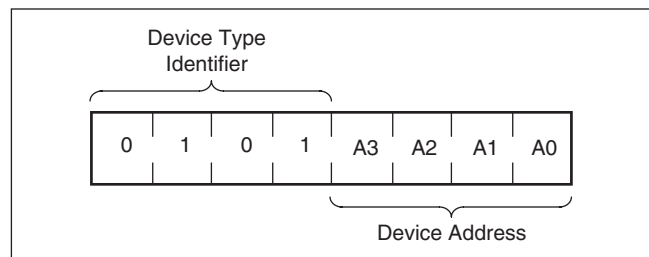 Device Type
Identifier
0 1 0 1 A3 A2 A1 A0
Device Address